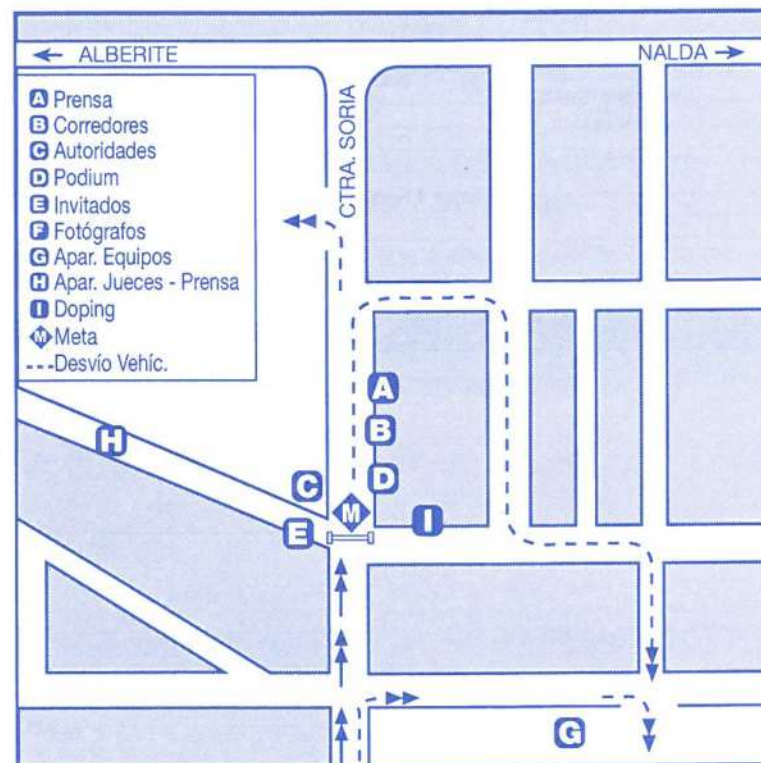 ← ALBERITE
NALDA →
CTRA. SORIA
A Prensa
B Corredores
C Autoridades
D Podium
E Invitados
F Fotógrafos
G Apar. Equipos
H Apar. Jueces - Prensa
I Doping
M Meta
---Desvío Vehíc.
A
H
B
C
D
M
I
E
G